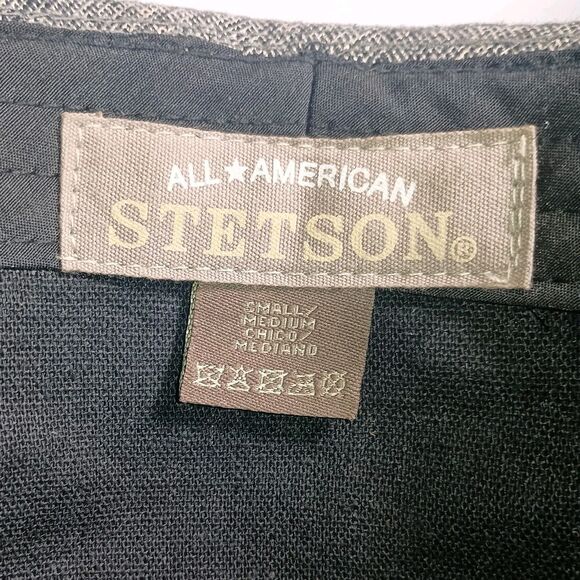 ALL★AMERICAN
STETSON®
SMALL/
MEDIUM
CHICO/
MEDIANO